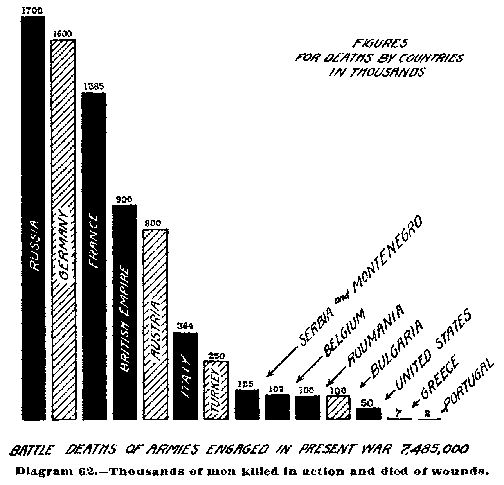 1700
1600
1385
900
800
364
250
125
102
100
100
50
7
2
FIGURES
FOR DEATHS BY COUNTRIES
IN THOUSANDS
RUSSIA
GERMANY
FRANCE
BRITISH EMPIRE
AUSTRIA
ITALY
TURKEY
SERBIA and MONTENEGRO
BELGIUM
ROUMANIA
BULGARIA
UNITED STATES
GREECE
PORTUGAL
BATTLE DEATHS OF ARMIES ENGAGED IN PRESENT WAR 7,485,000
Diagram 62.—Thousands of men killed in action and died of wounds.